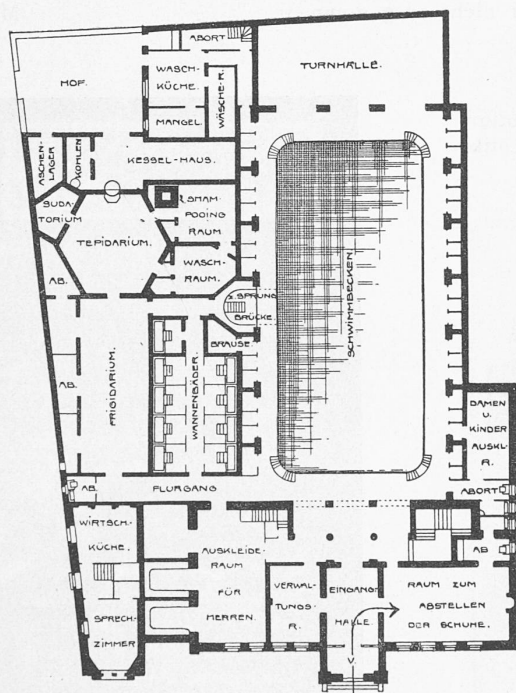 ABORT
TURNHALLE.
HOF.
WASCH-
KÜCHE.
WÄSCHE-R.
MANGEL.
ASCHEN-
LAGER
KOHLEN
KESSEL-HAUS.
SUDA-
TORIUM
TEPIDARIUM.
SHAM-
POOING
RAUM
WASCH-
RAUM.
AB.
Z. SPRUNG
BRÜCKE.
BRAUSE.
SCHWIMMBECKEN
AB.
FRIGIDARIUM.
WANNENBÄDER.
DAMEN
U.
KINDER
AUSKL.-
R.
AB.
FLURGANG
ABORT
WIRTSCH.
KÜCHE.
AUSKLEIDE-
RAUM
FÜR
HERREN.
AB
VERWAL-
TUNGS-
R.
EINGANG
HALLE.
RAUM ZUM
ABSTELLEN
DER SCHUHE.
SPRECH-
ZIMMER
V.